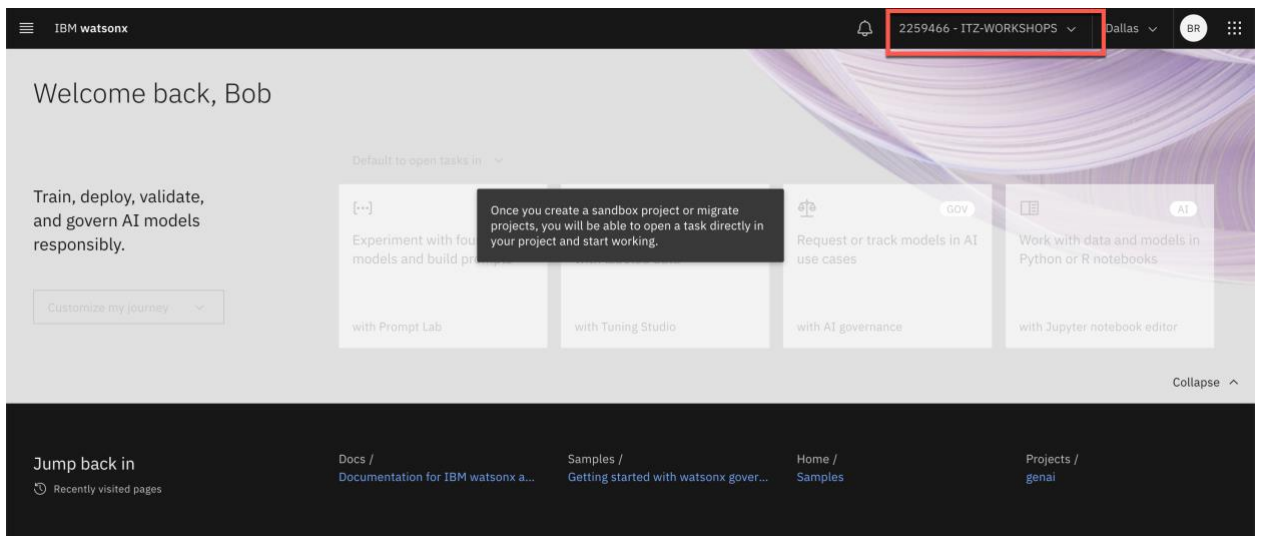 IBM watsonx
2259466 - ITZ-WORKSHOPS
Dallas
BR
Welcome back, Bob
Default to open tasks in
Train, deploy, validate,
and govern AI models
responsibly.
Customize my journey
Experiment with fou
models and build pr
with Prompt Lab
Once you create a sandbox project or migrate
projects, you will be able to open a task directly in
your project and start working.
with Tuning Studio
GOV
Request or track models in AI
use cases
with AI governance
AI
Work with data and models in
Python or R notebooks
with Jupyter notebook editor
Collapse
Jump back in
Recently visited pages
Docs /
Documentation for IBM watsonx a...
Samples /
Getting started with watsonx gover...
Home /
Samples
Projects /
genai